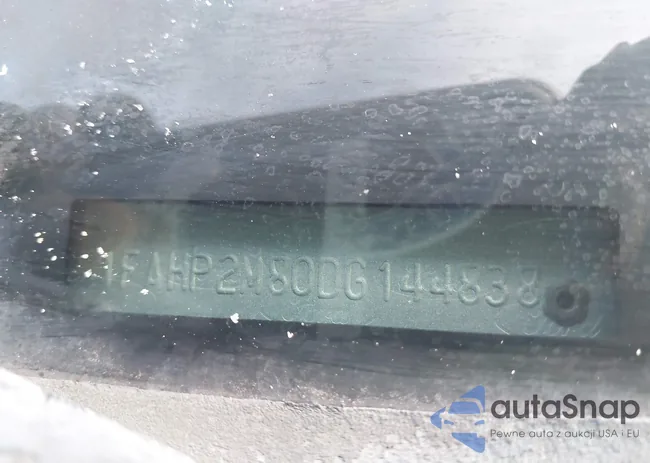 1FAHP2M80DG144838
autaSnap
Pewne auta z aukcji USA i EU